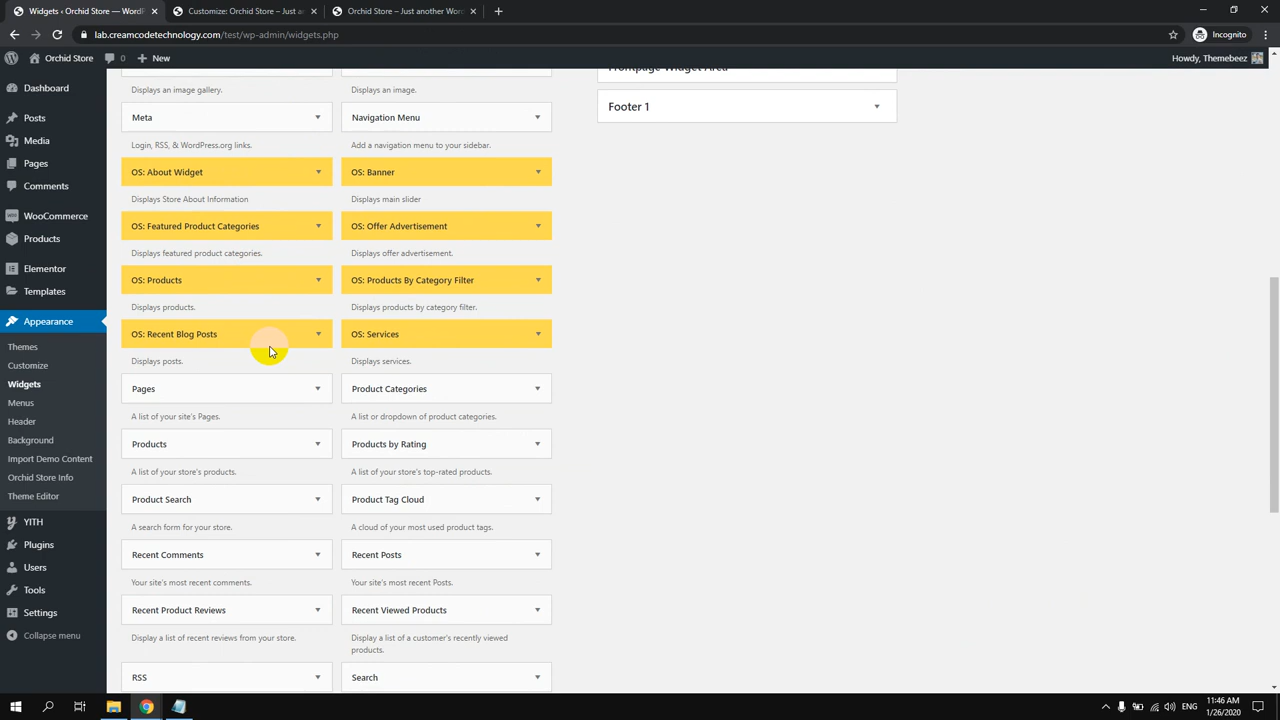 Widgets ‹ Orchid Store — WordP
Customize: Orchid Store – Just an
Orchid Store – Just another Word
lab.creamcodetechnology.com/test/wp-admin/widgets.php
Incognito
Orchid Store
0
New
Howdy, Themebeez
Dashboard
Posts
Media
Pages
Comments
WooCommerce
Products
Elementor
Templates
Appearance
Themes
Customize
Widgets
Menus
Header
Background
Import Demo Content
Orchid Store Info
Theme Editor
YITH
Plugins
Users
Tools
Settings
Collapse menu
Displays an image gallery.
Displays an image.
Meta
Navigation Menu
Login, RSS, & WordPress.org links.
Add a navigation menu to your sidebar.
OS: About Widget
OS: Banner
Displays Store About Information
Displays main slider
OS: Featured Product Categories
OS: Offer Advertisement
Displays featured product categories.
Displays offer advertisement.
OS: Products
OS: Products By Category Filter
Displays products.
Displays products by category filter.
OS: Recent Blog Posts
OS: Services
Displays posts.
Displays services.
Pages
Product Categories
A list of your site's Pages.
A list or dropdown of product categories.
Products
Products by Rating
A list of your store's products.
A list of your store's top-rated products.
Product Search
Product Tag Cloud
A search form for your store.
A cloud of your most used product tags.
Recent Comments
Recent Posts
Your site's most recent comments.
Your site's most recent Posts.
Recent Product Reviews
Recent Viewed Products
Display a list of recent reviews from your store.
Display a list of a customer's recently viewed
products.
RSS
Search
Frontpage Widget Area
Footer 1
ENG
11:46 AM
1/26/2020